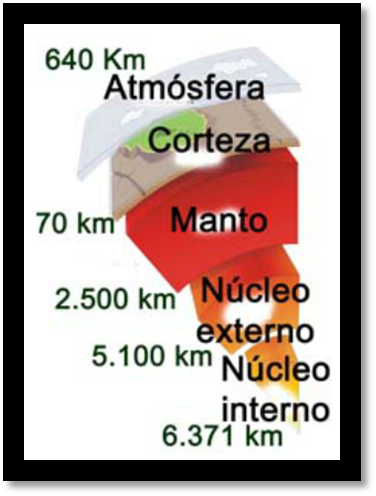 640 Km
Atmósfera
Corteza
70 km
Manto
2.500 km
Núcleo
externo
5.100 km
Núcleo
interno
6.371 km